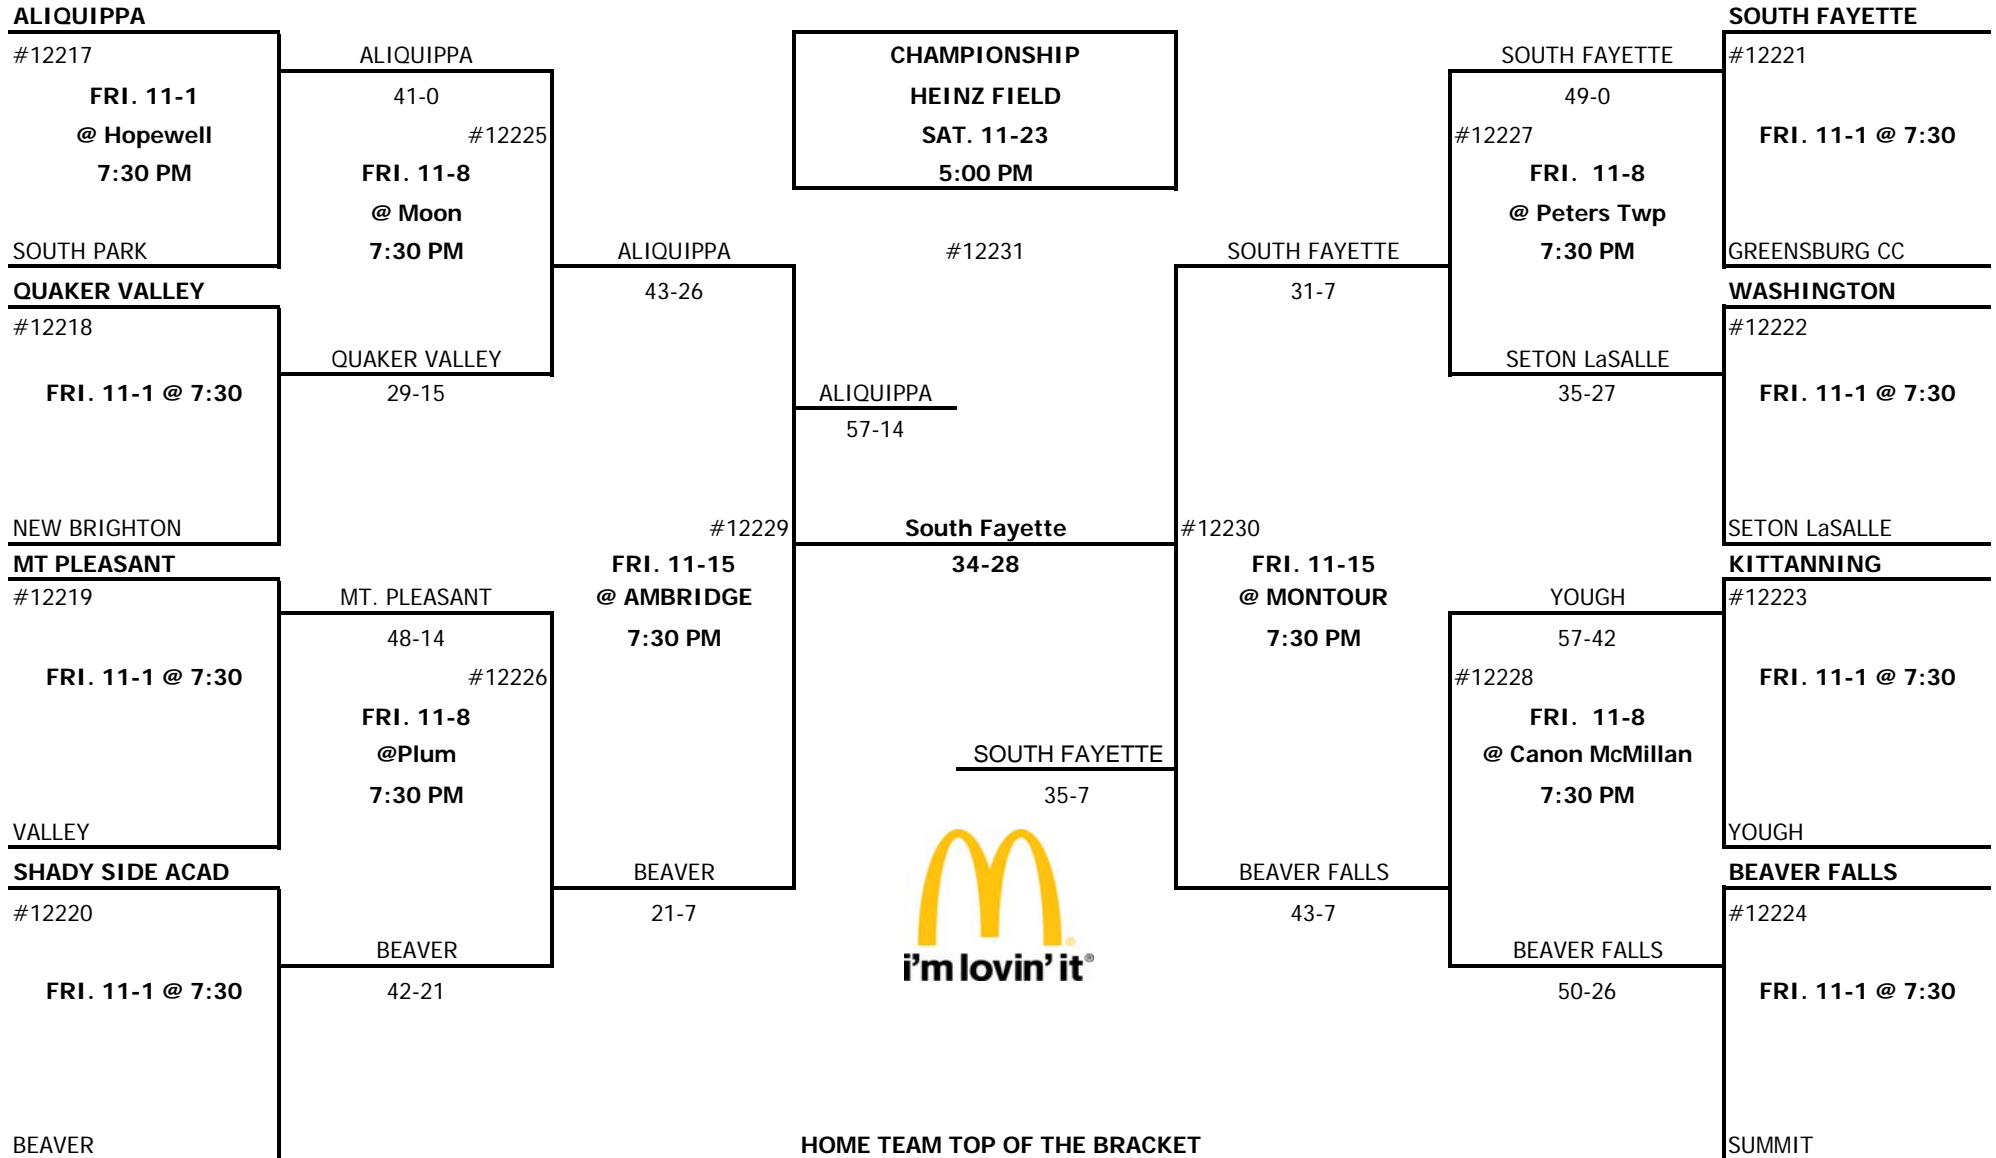 ALIQUIPPA
#12217
FRI. 11-1
@ Hopewell
7:30 PM
SOUTH PARK
QUAKER VALLEY
#12218
FRI. 11-1 @ 7:30
NEW BRIGHTON
MT PLEASANT
#12219
FRI. 11-1 @ 7:30
VALLEY
SHADY SIDE ACAD
#12220
FRI. 11-1 @ 7:30
BEAVER
ALIQUIPPA
41-0
#12225
FRI. 11-8
@ Moon
7:30 PM
QUAKER VALLEY
29-15
MT. PLEASANT
48-14
#12226
FRI. 11-8
@Plum
7:30 PM
BEAVER
42-21
ALIQUIPPA
43-26
#12229
FRI. 11-15
@ AMBRIDGE
7:30 PM
BEAVER
21-7
CHAMPIONSHIP
HEINZ FIELD
SAT. 11-23
5:00 PM
#12231
ALIQUIPPA
57-14
South Fayette
34-28
SOUTH FAYETTE
35-7
i'm lovin' it®
HOME TEAM TOP OF THE BRACKET
SOUTH FAYETTE
31-7
#12230
FRI. 11-15
@ MONTOUR
7:30 PM
BEAVER FALLS
43-7
SOUTH FAYETTE
49-0
#12227
FRI. 11-8
@ Peters Twp
7:30 PM
SETON LaSALLE
35-27
YOUGH
57-42
#12228
FRI. 11-8
@ Canon McMillan
7:30 PM
BEAVER FALLS
50-26
SOUTH FAYETTE
#12221
FRI. 11-1 @ 7:30
GREENSBURG CC
WASHINGTON
#12222
FRI. 11-1 @ 7:30
SETON LaSALLE
KITTANNING
#12223
FRI. 11-1 @ 7:30
YOUGH
BEAVER FALLS
#12224
FRI. 11-1 @ 7:30
SUMMIT